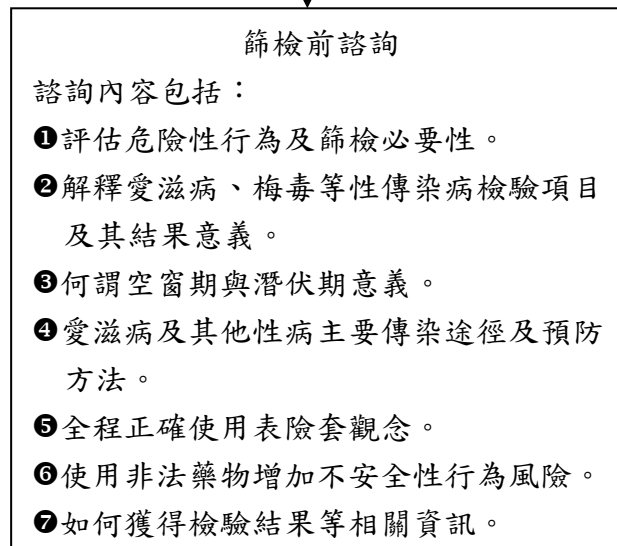 篩檢前諮詢
諮詢內容包括：
❶評估危險性行為及篩檢必要性。
❷解釋愛滋病、梅毒等性傳染病檢驗項目
及其結果意義。
❸何謂空窗期與潛伏期意義。
❹愛滋病及其他性病主要傳染途徑及預防
方法。
❺全程正確使用表險套觀念。
❻使用非法藥物增加不安全性行為風險。
❼如何獲得檢驗結果等相關資訊。